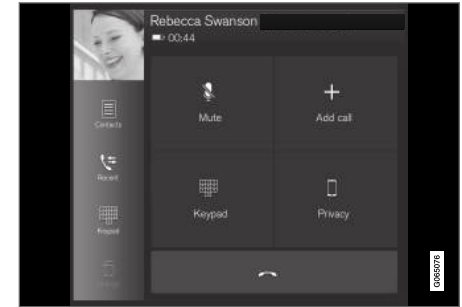 Rebecca Swanson
00:44
Contacts
Recent
Keypad
Mute
Add call
Keypad
Privacy
G065076